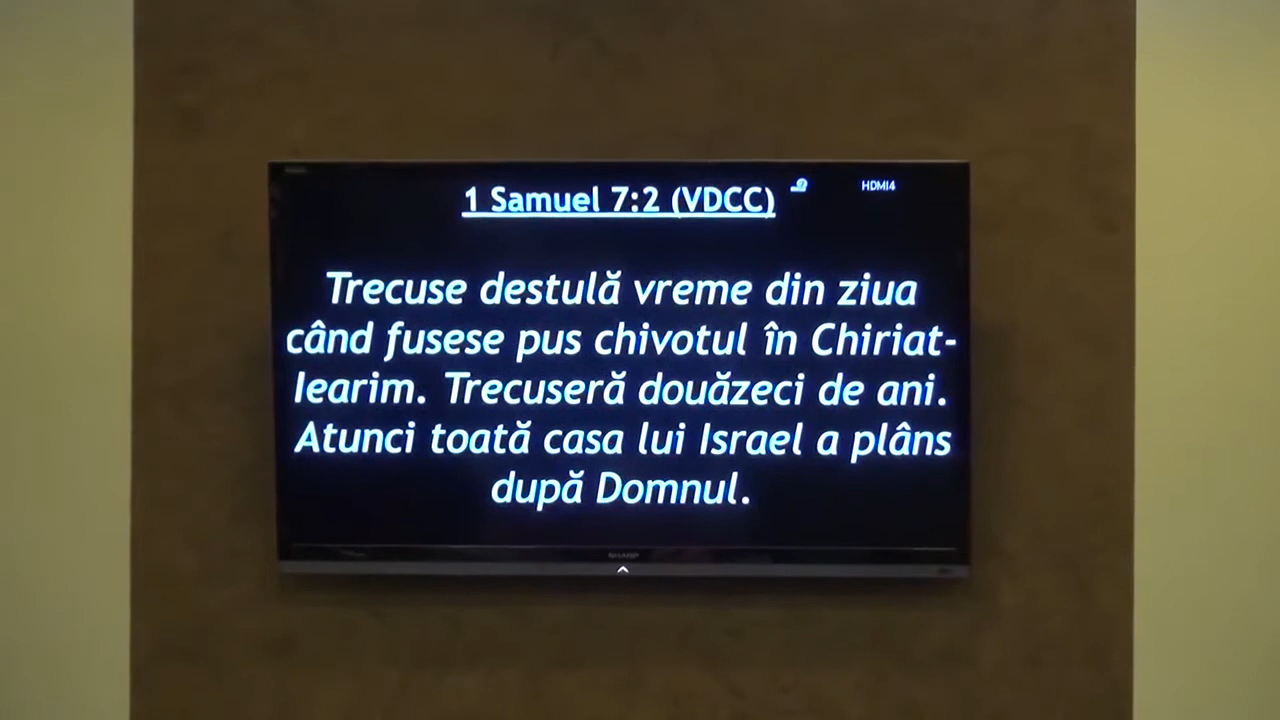 1 Samuel 7:2 (VDCC)
HDMI4
Trecuse destulă vreme din ziua
când fusese pus chivotul în Chiriat-
Iearim. Trecuseră douăzeci de ani.
Atunci toată casa lui Israel a plâns
după Domnul.
SHARP